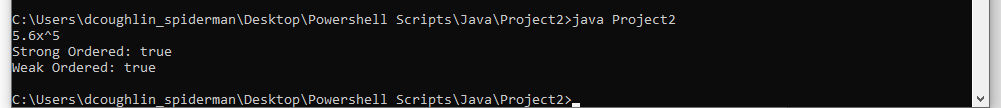 C:\Users\dcoughlin_spiderman\Desktop\Powershell Scripts\Java\Project2>java Project2
5.6x^5
Strong Ordered: true
Weak Ordered: true
C:\Users\dcoughlin_spiderman\Desktop\Powershell Scripts\Java\Project2>